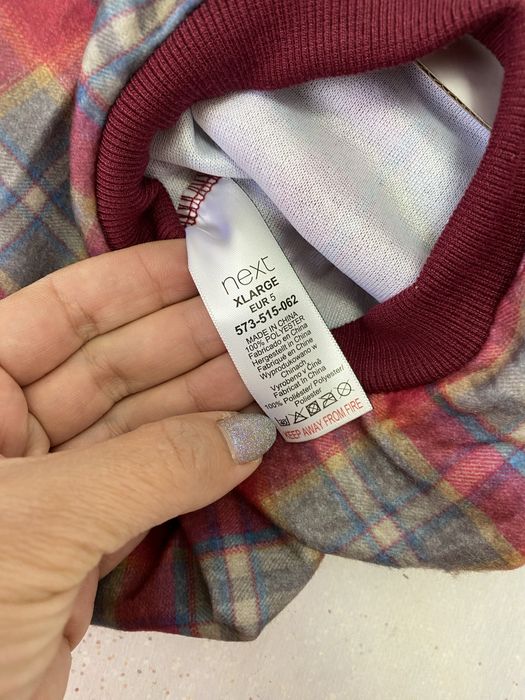 next
XLARGE
EUR 5
573-515-062
MADE IN CHINA
100% POLYESTER
Fabricado en China
Hergestellt in China
Fabriqué en Chine
Wyprodukowano w
Chinach
Vyrobeno v Číně
Fabricat în China
100% Poliéster/ Polyester/
Poliester
KEEP AWAY FROM FIRE